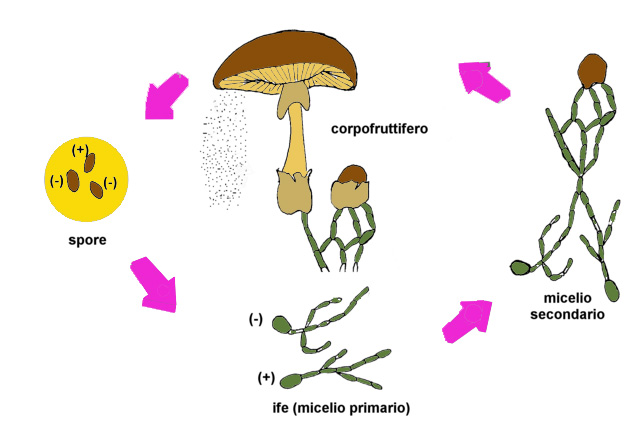 corpofruttifero
(+)
(-) (-)
spore
micelio
secondario
(-)
(+)
ife (micelio primario)